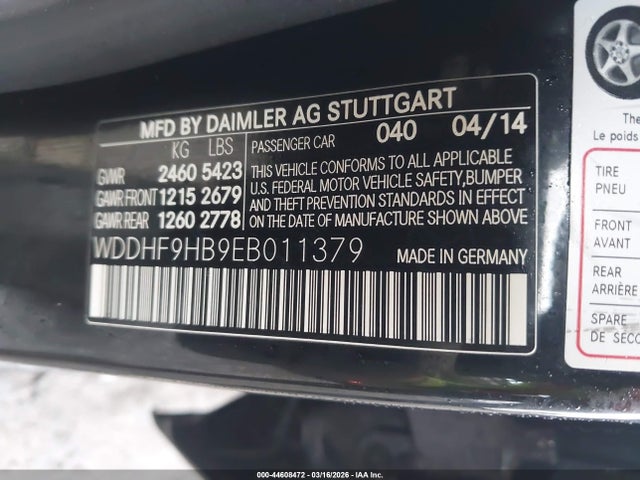 MFD BY DAIMLER AG STUTTGART
KG LBS PASSENGER CAR 040 04/14
GVWR 2460 5423
GAWR FRONT 1215 2679
GAWR REAR 1260 2778
THIS VEHICLE CONFORMS TO ALL APPLICABLE
U.S. FEDERAL MOTOR VEHICLE SAFETY,BUMPER
AND THEFT PREVENTION STANDARDS IN EFFECT
ON THE DATE OF MANUFACTURE SHOWN ABOVE
WDDHF9HB9EB011379 MADE IN GERMANY
The
Le poids
TIRE
PNEU
FRONT
AVANT
REAR
ARRIÈRE
SPARE
DE SECO
000-44608472 | 03/16/2026 | IAA Inc.